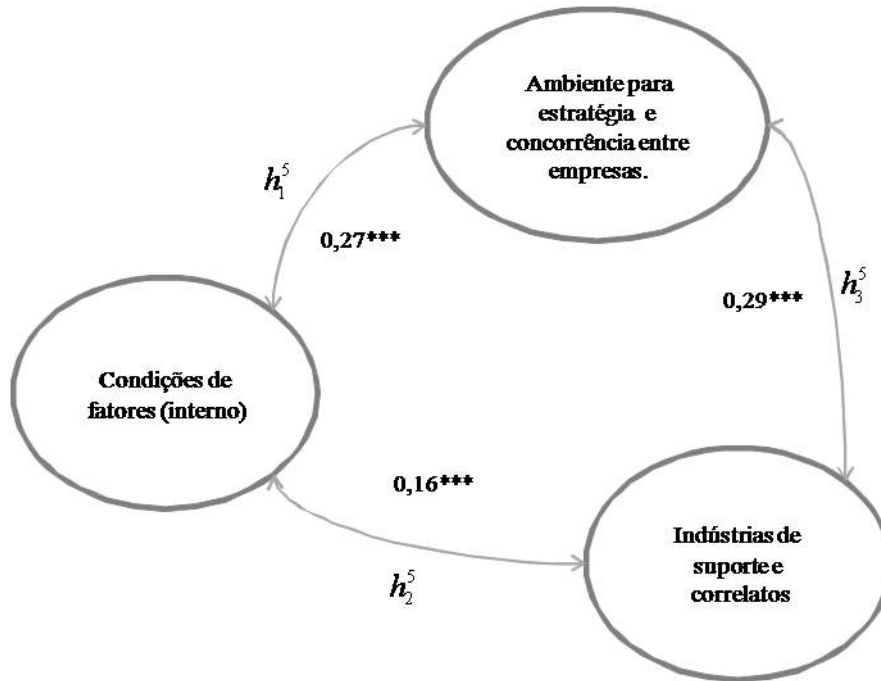 Ambiente para
estratégia e
concorrência entre
empresas.
h₁⁵
0,27***
0,29***
h₃⁵
Condições de
fatores (interno)
0,16***
h₂⁵
Indústrias de
suporte e
correlatos